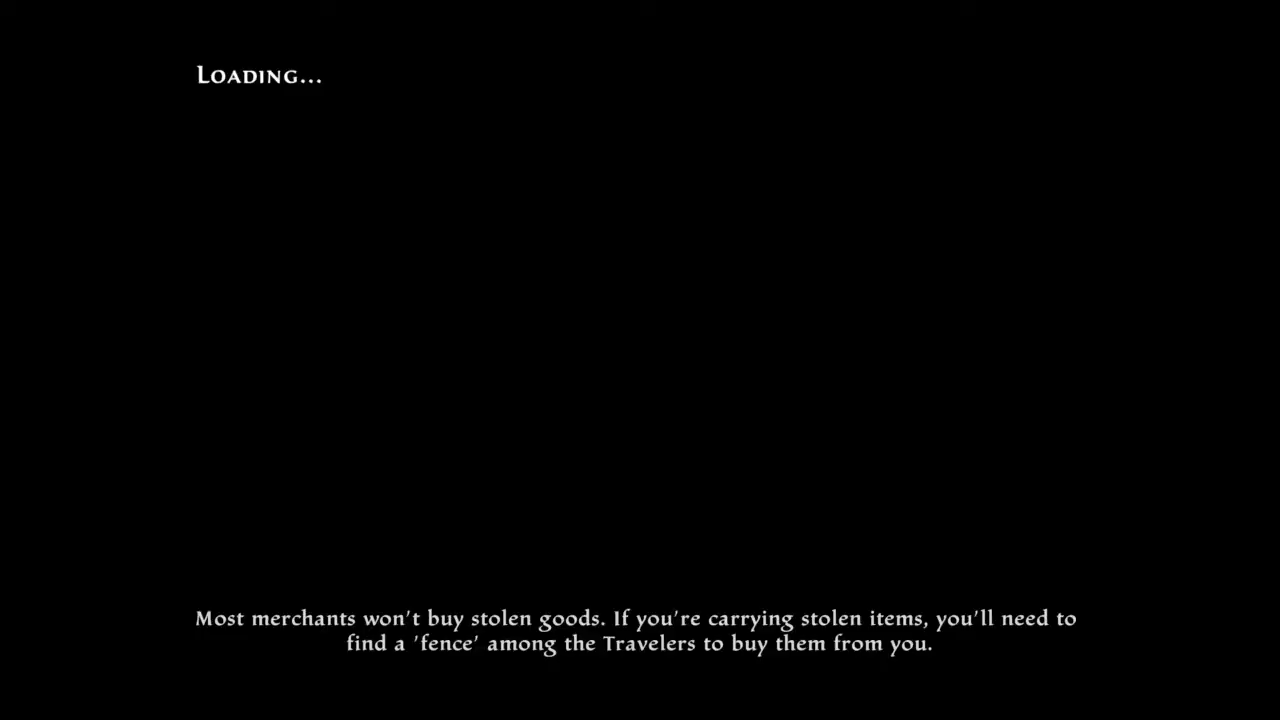 Loading...
Most merchants won't buy stolen goods. If you're carrying stolen items, you'll need to
find a 'fence' among the Travelers to buy them from you.